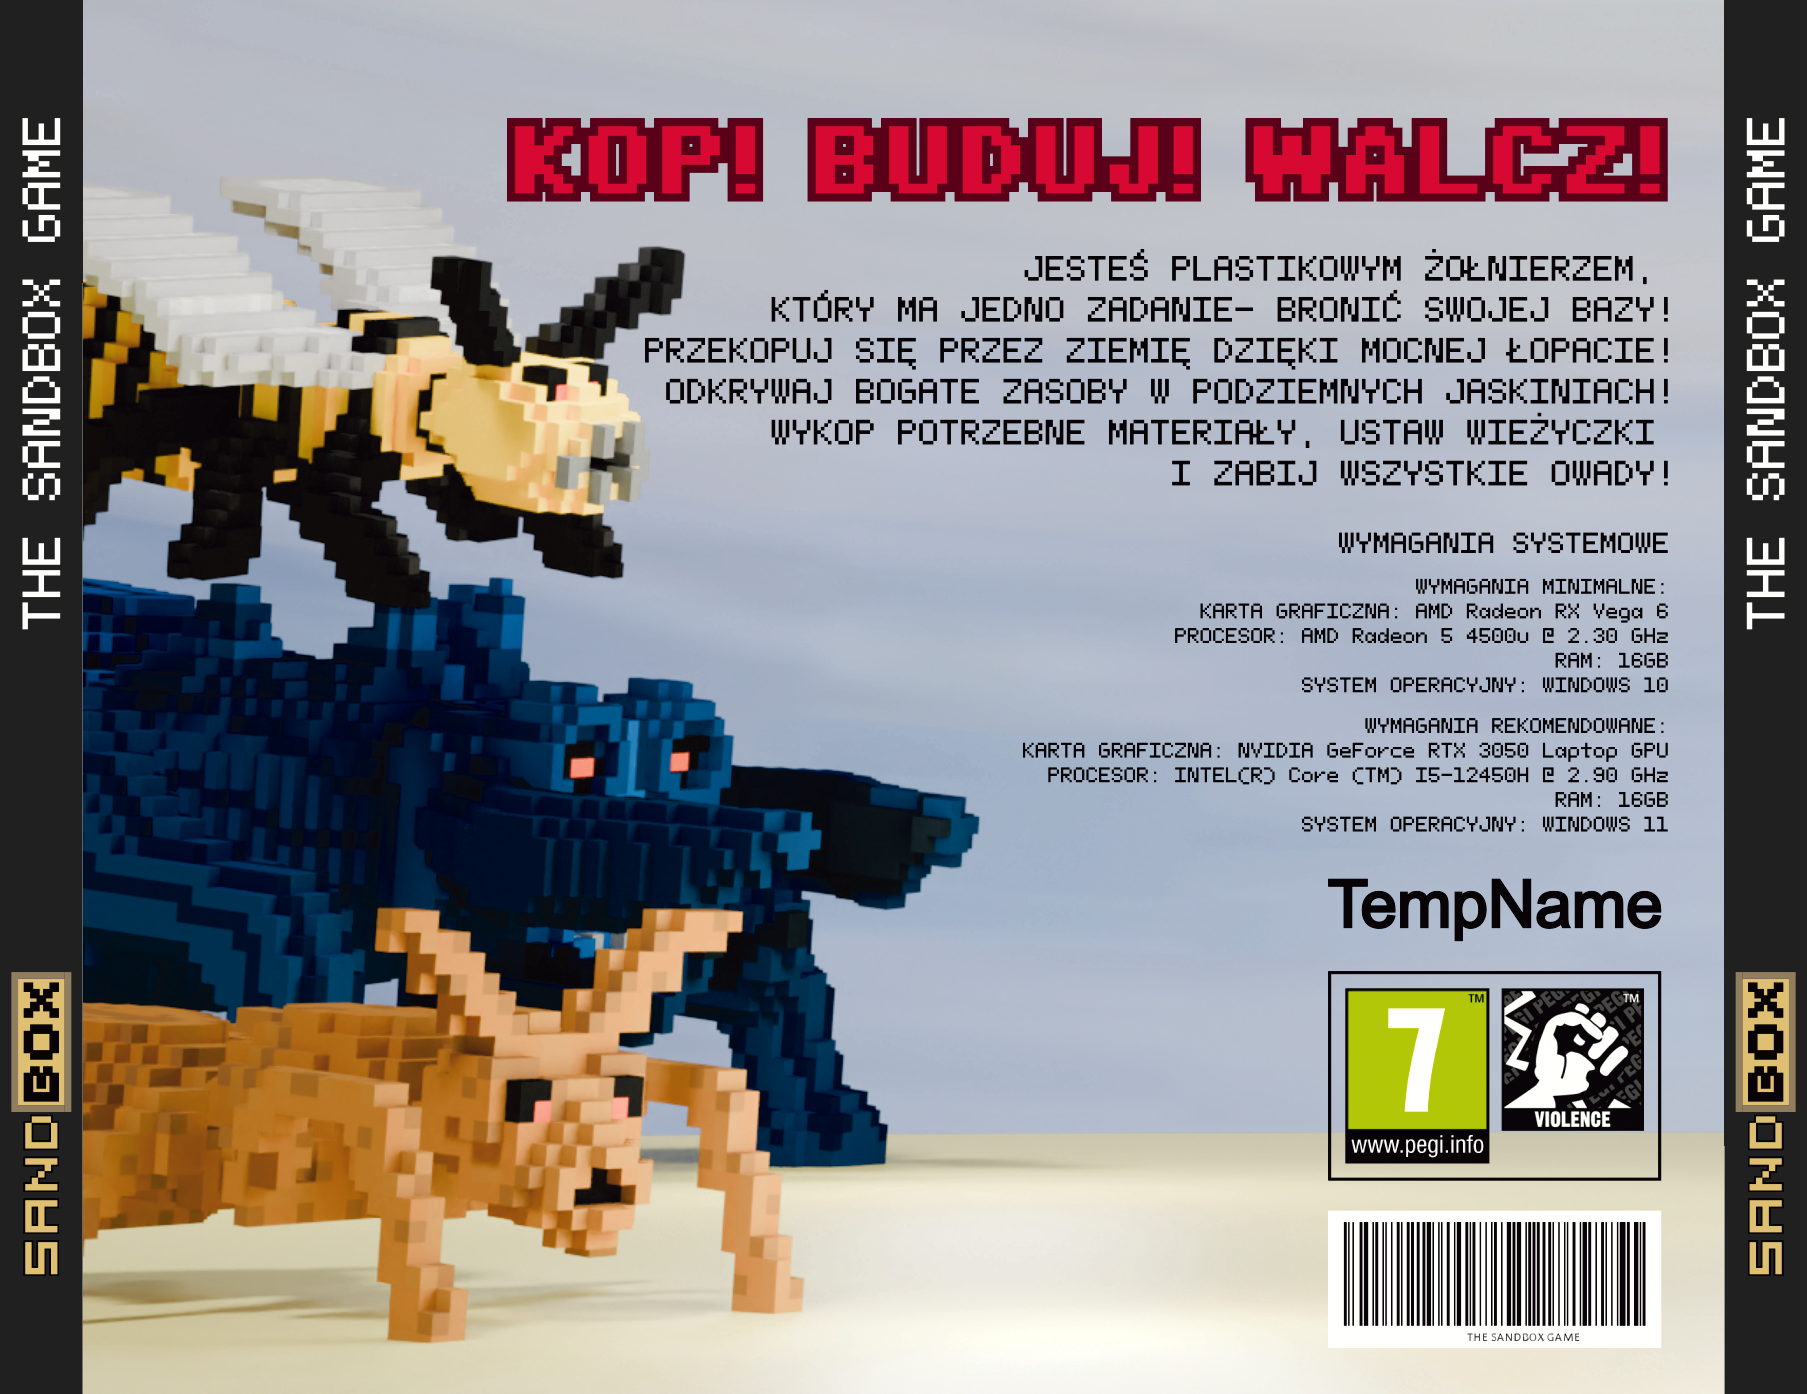 THE SANDBOX GAME
SANDBOX
KOP! BUDUJ! WALCZ!
JESTEŚ PLASTIKOWYM ŻOŁNIERZEM,
KTÓRY MA JEDNO ZADANIE- BRONIĆ SWOJEJ BAZY!
PRZEKOPUJ SIĘ PRZEZ ZIEMIĘ DZIĘKI MOCNEJ ŁOPACIE!
ODKRYWAJ BOGATE ZASOBY W PODZIEMNYCH JASKINIACH!
WYKOP POTRZEBNE MATERIAŁY, USTAW WIEŻYCZKI
I ZABIJ WSZYSTKIE OWADY!
WYMAGANIA SYSTEMOWE
WYMAGANIA MINIMALNE:
KARTA GRAFICZNA: AMD Radeon RX Vega 6
PROCESOR: AMD Radeon 5 4500u @ 2.30 GHz
RAM: 16GB
SYSTEM OPERACYJNY: WINDOWS 10
WYMAGANIA REKOMENDOWANE:
KARTA GRAFICZNA: NVIDIA GeForce RTX 3050 Laptop GPU
PROCESOR: INTEL(R) Core (TM) I5-12450H @ 2.90 GHz
RAM: 16GB
SYSTEM OPERACYJNY: WINDOWS 11
TempName
7 ™
www.pegi.info
PEGI PEGI PEGI ™
VIOLENCE
THE SANDBOX GAME
THE SANDBOX GAME
SANDBOX